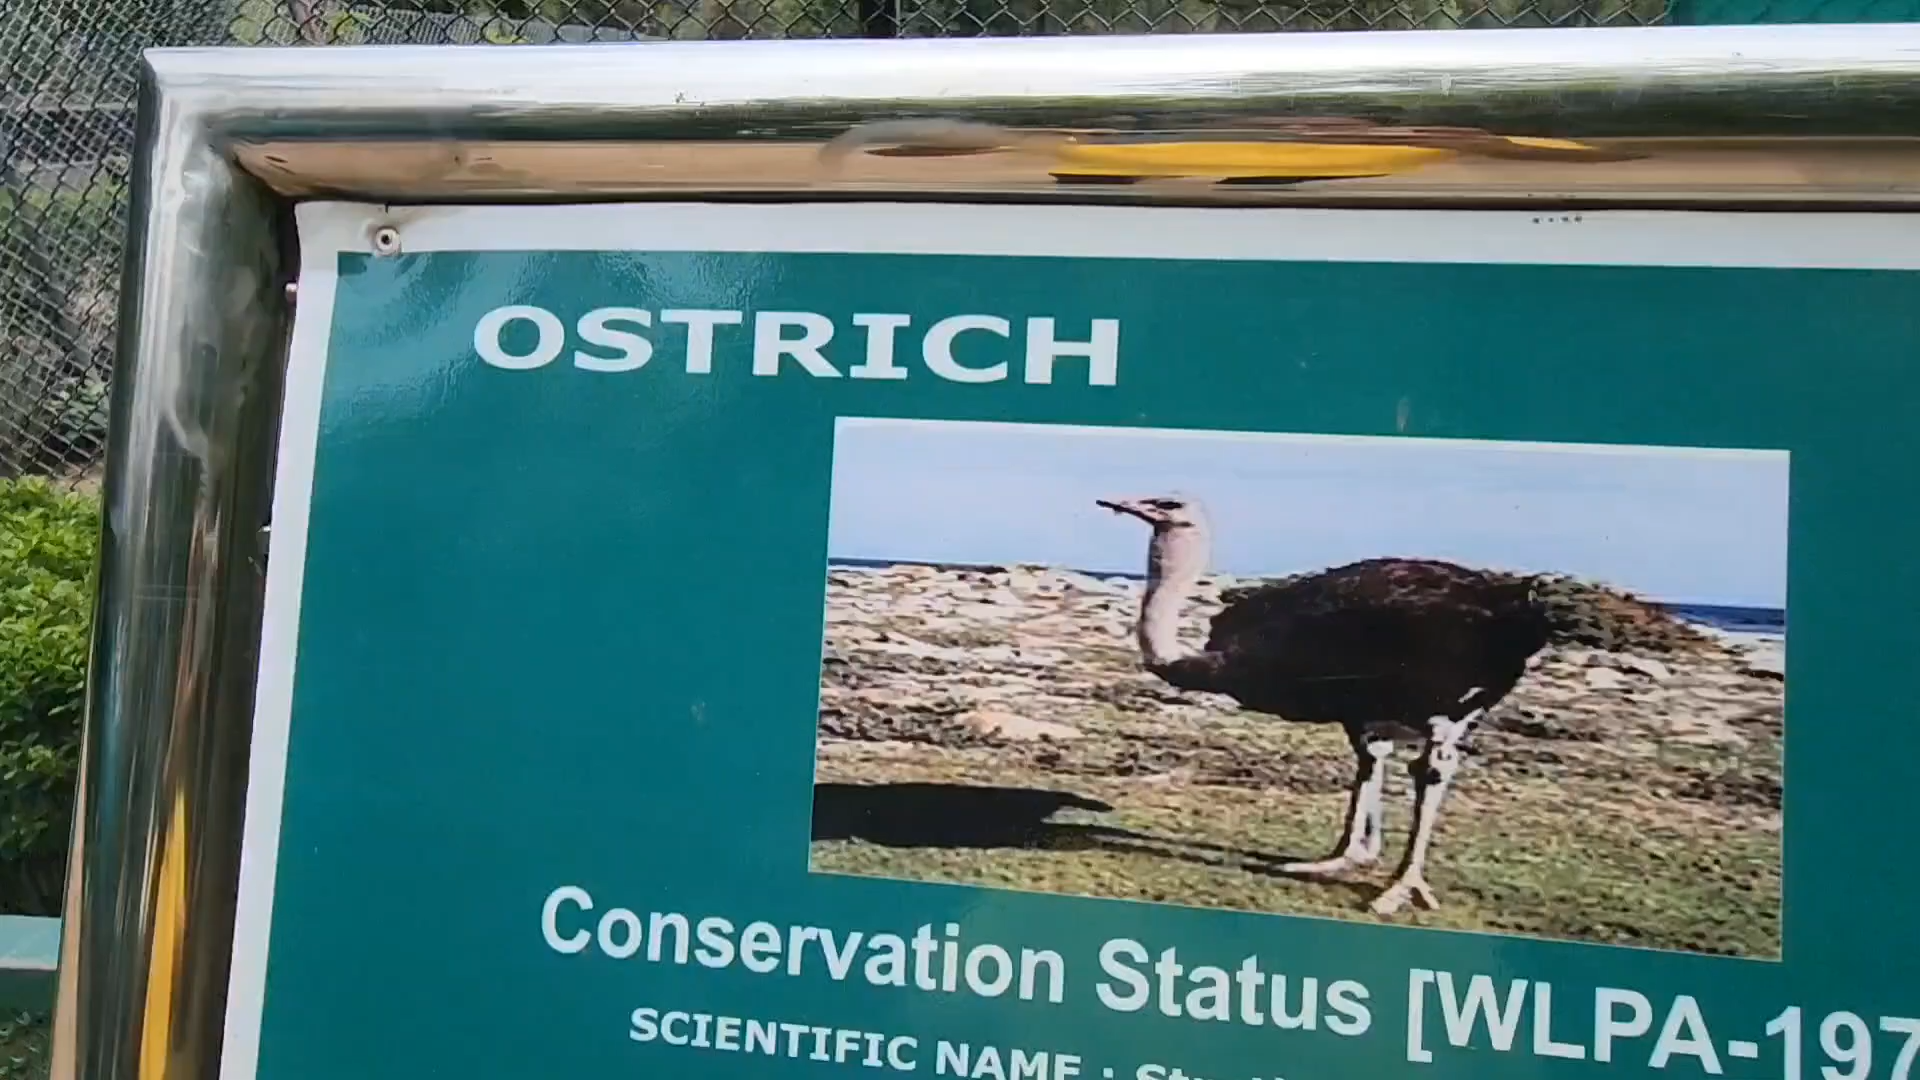 OSTRICH
Conservation Status [WLPA-197
SCIENTIFIC NAME :